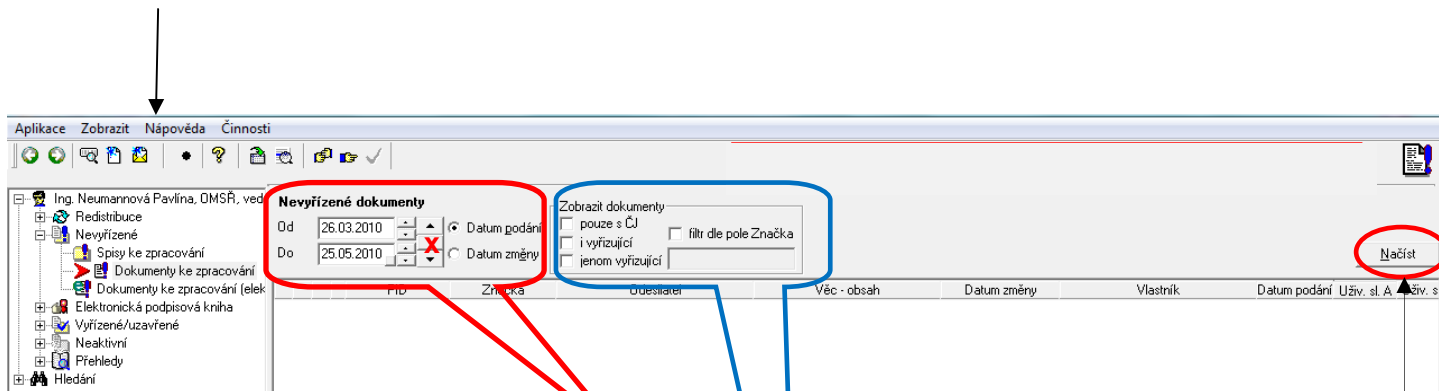 Aplikace Zobrazit Nápověda Činnosti
Ing. Neumannová Pavlína, OMSŘ, ved
Redistribuce
Nevyřízené
Spisy ke zpracování
Dokumenty ke zpracování
Dokumenty ke zpracování (elek
Elektronická podpisová kniha
Vyřízené/uzavřené
Neaktivní
Přehledy
Hledání
Nevyřízené dokumenty
Od 26.03.2010 Datum podání
X
Do 25.05.2010 Datum změny
Zobrazit dokumenty
pouze s ČJ
i vyřizující
jenom vyřizující
filtr dle pole Značka
Načíst
PID Značka Odesílatel Věc - obsah Datum změny Vlastník Datum podání Uživ. sl. A Uživ. s